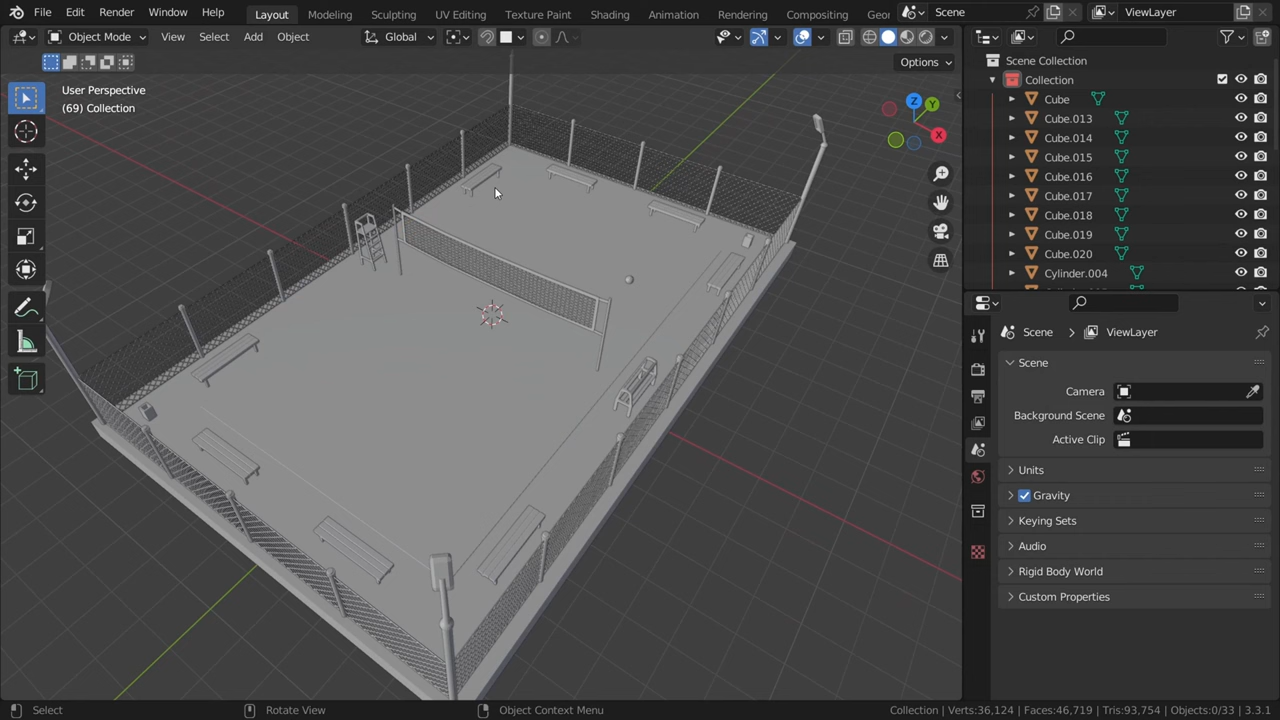 File Edit Render Window Help Layout Modeling Sculpting UV Editing Texture Paint Shading Animation Rendering Compositing Scene ViewLayer
Object Mode View Select Add Object Global
Options
User Perspective
(69) Collection
Z Y X
Scene Collection
Collection
Cube
Cube.013
Cube.014
Cube.015
Cube.016
Cube.017
Cube.018
Cube.019
Cube.020
Cylinder.004
Scene ViewLayer
Scene
Camera
Background Scene
Active Clip
Units
Gravity
Keying Sets
Audio
Rigid Body World
Custom Properties
Select Rotate View Object Context Menu Collection | Verts:36,124 | Faces:46,719 | Tris:93,754 | Objects:0/33 | 3.3.1